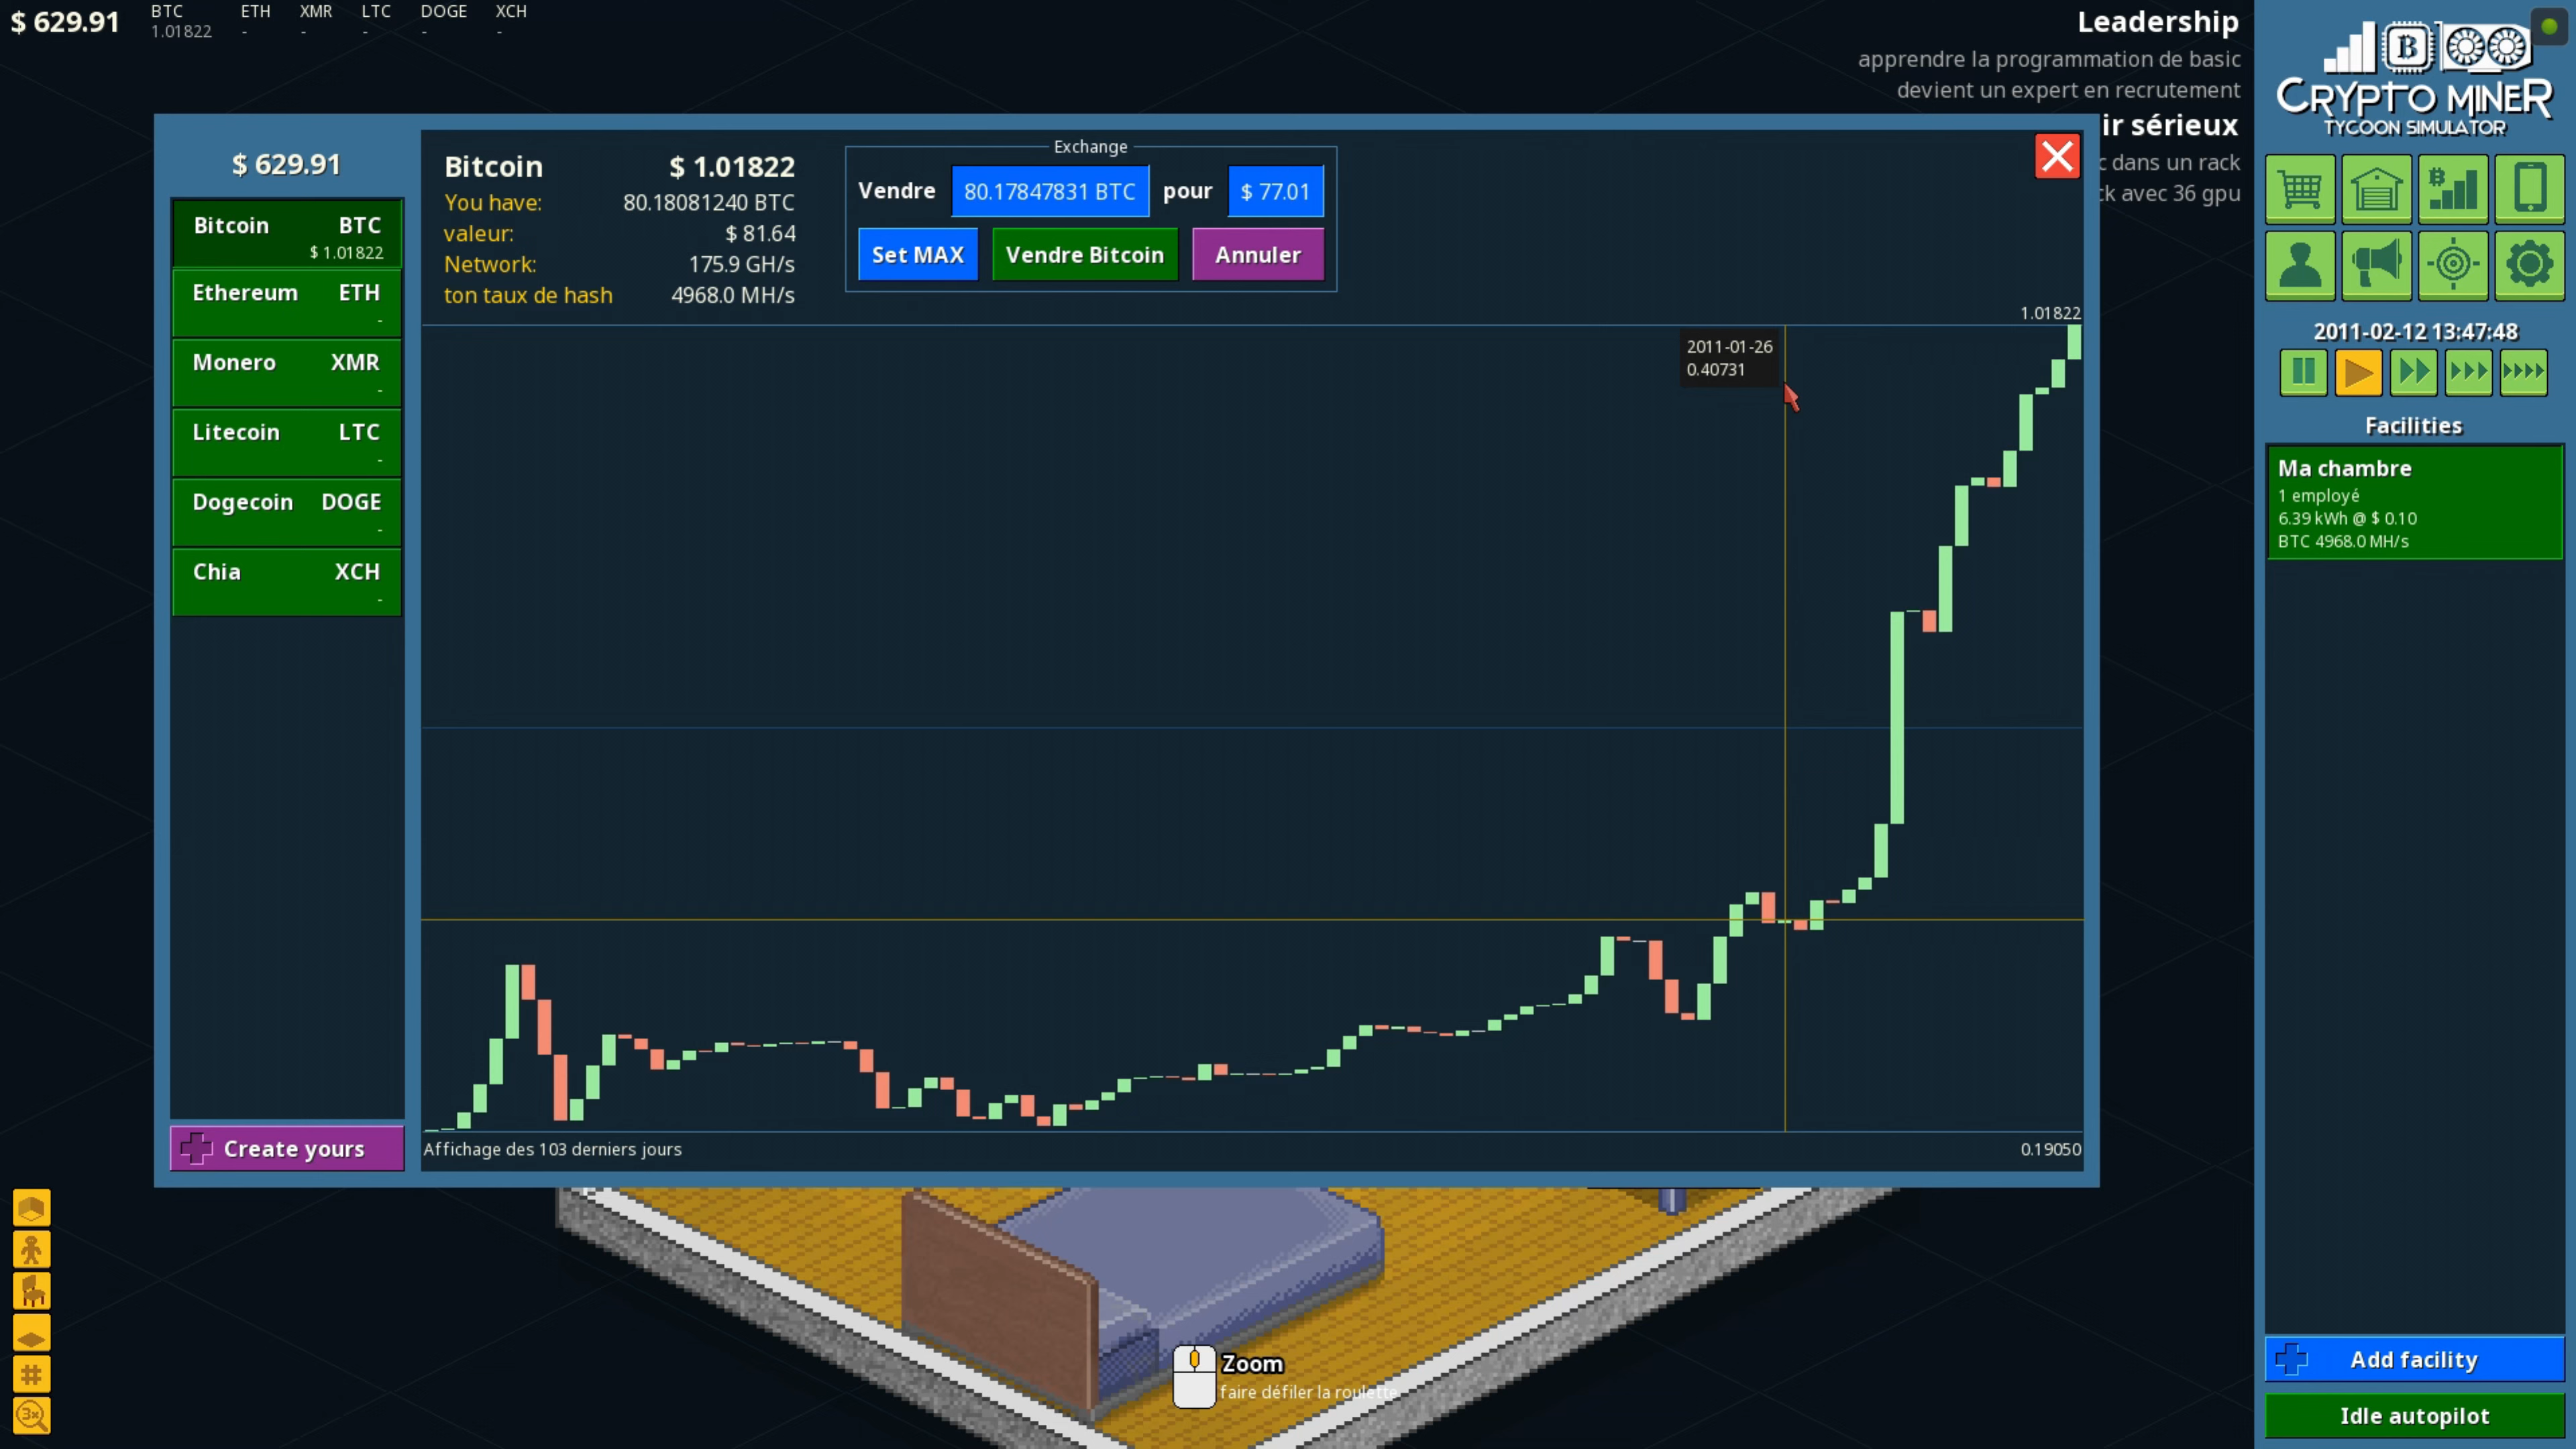 $ 629.91
BTC ETH XMR LTC DOGE XCH
1.01822 - - - - -
Leadership
apprendre la programmation de basic
devient un expert en recrutement
ir sérieux
c dans un rack
ck avec 36 gpu
CRYPTO MINER
TYCOON SIMULATOR
$ 629.91
Bitcoin BTC
$ 1.01822
Ethereum ETH
-
Monero XMR
-
Litecoin LTC
-
Dogecoin DOGE
-
Chia XCH
-
Create yours
Bitcoin $ 1.01822
You have: 80.18081240 BTC
valeur: $ 81.64
Network: 175.9 GH/s
ton taux de hash 4968.0 MH/s
Exchange
Vendre 80.17847831 BTC pour $ 77.01
Set MAX Vendre Bitcoin Annuler
1.01822
2011-01-26
0.40731
Affichage des 103 derniers jours 0.19050
2011-02-12 13:47:48
Facilities
Ma chambre
1 employé
6.39 kWh @ $ 0.10
BTC 4968.0 MH/s
Add facility
Idle autopilot
3x
Zoom
faire défiler la roulette